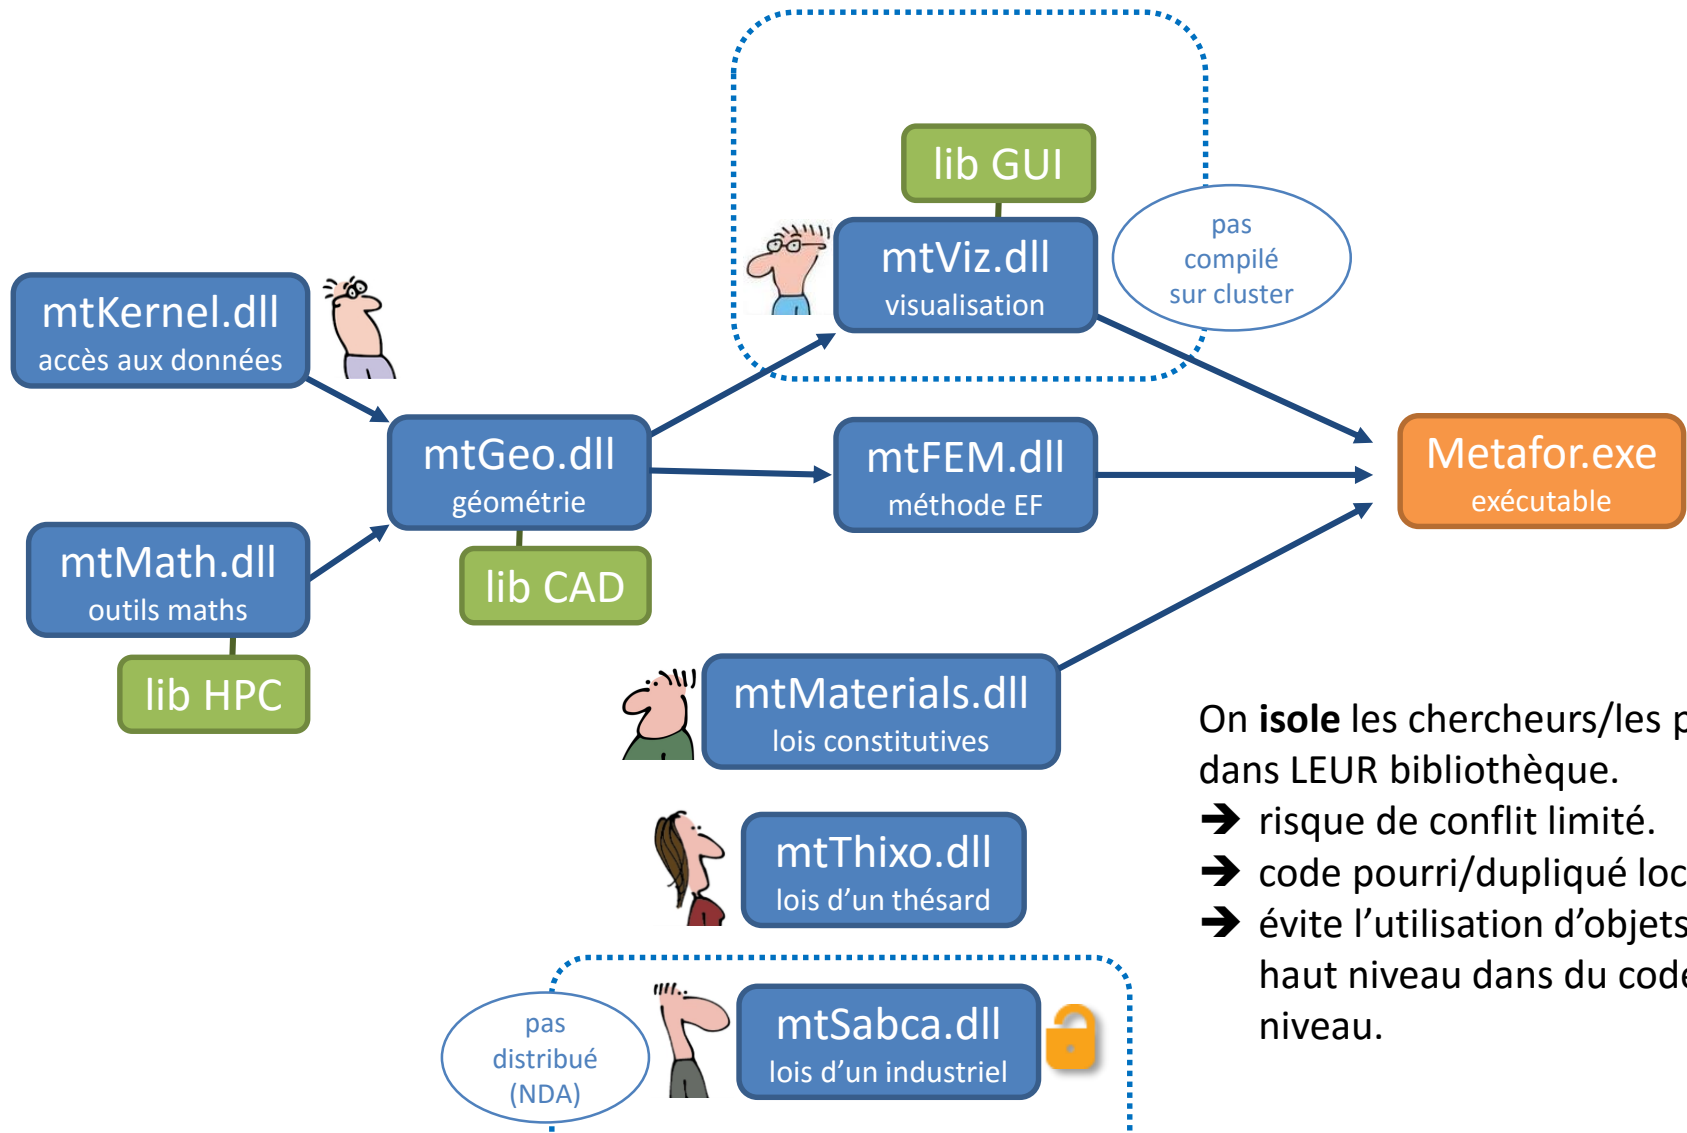 lib GUI
mtViz.dll
visualisation
pas
compilé
sur cluster
mtKernel.dll
accès aux données
mtGeo.dll
géométrie
mtFEM.dll
méthode EF
Metafor.exe
exécutable
mtMath.dll
outils maths
lib CAD
lib HPC
mtMaterials.dll
lois constitutives
mtThixo.dll
lois d’un thésard
pas
distribué
(NDA)
mtSabca.dll
lois d’un industriel
On isole les chercheurs/les
dans LEUR bibliothèque.
➔ risque de conflit limité.
➔ code pourri/dupliqué
➔ évite l’utilisation d’objets
haut niveau dans du code
niveau.